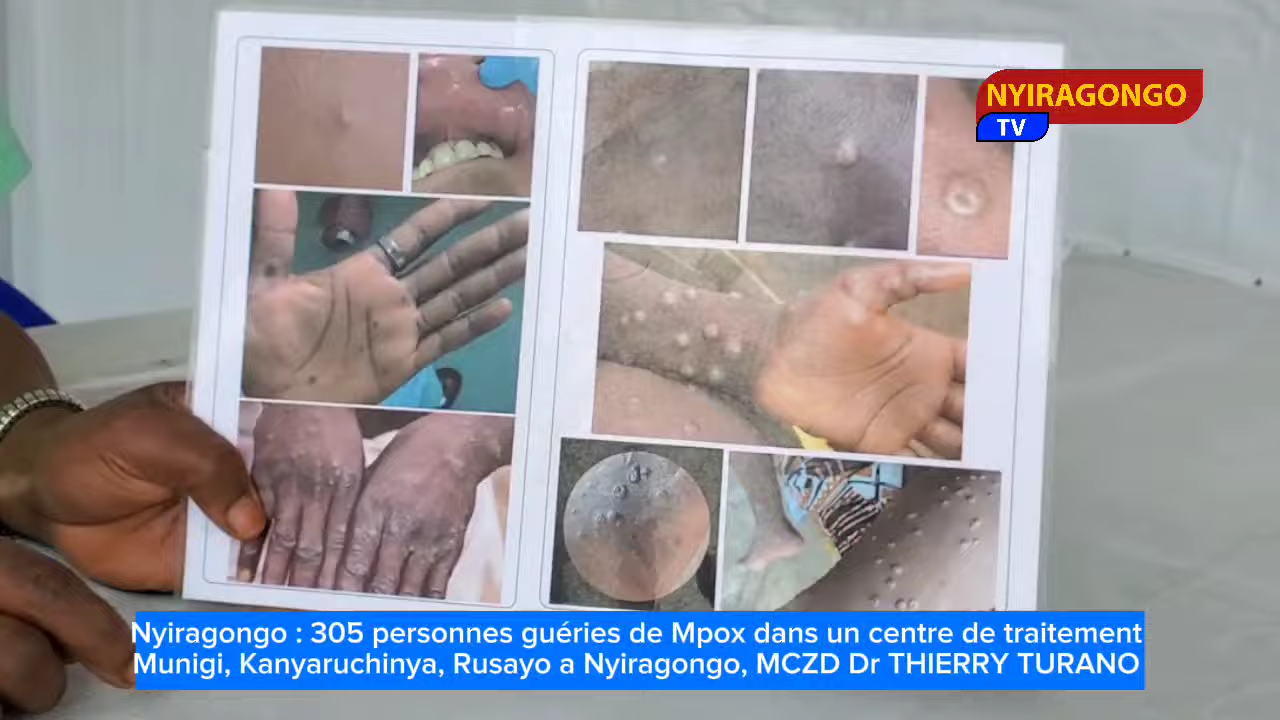 NYIRAGONGO
TV
Nyiragongo : 305 personnes guéries de Mpox dans un centre de traitement
Munigi, Kanyaruchinya, Rusayo a Nyiragongo, MCZD Dr THIERRY TURANO